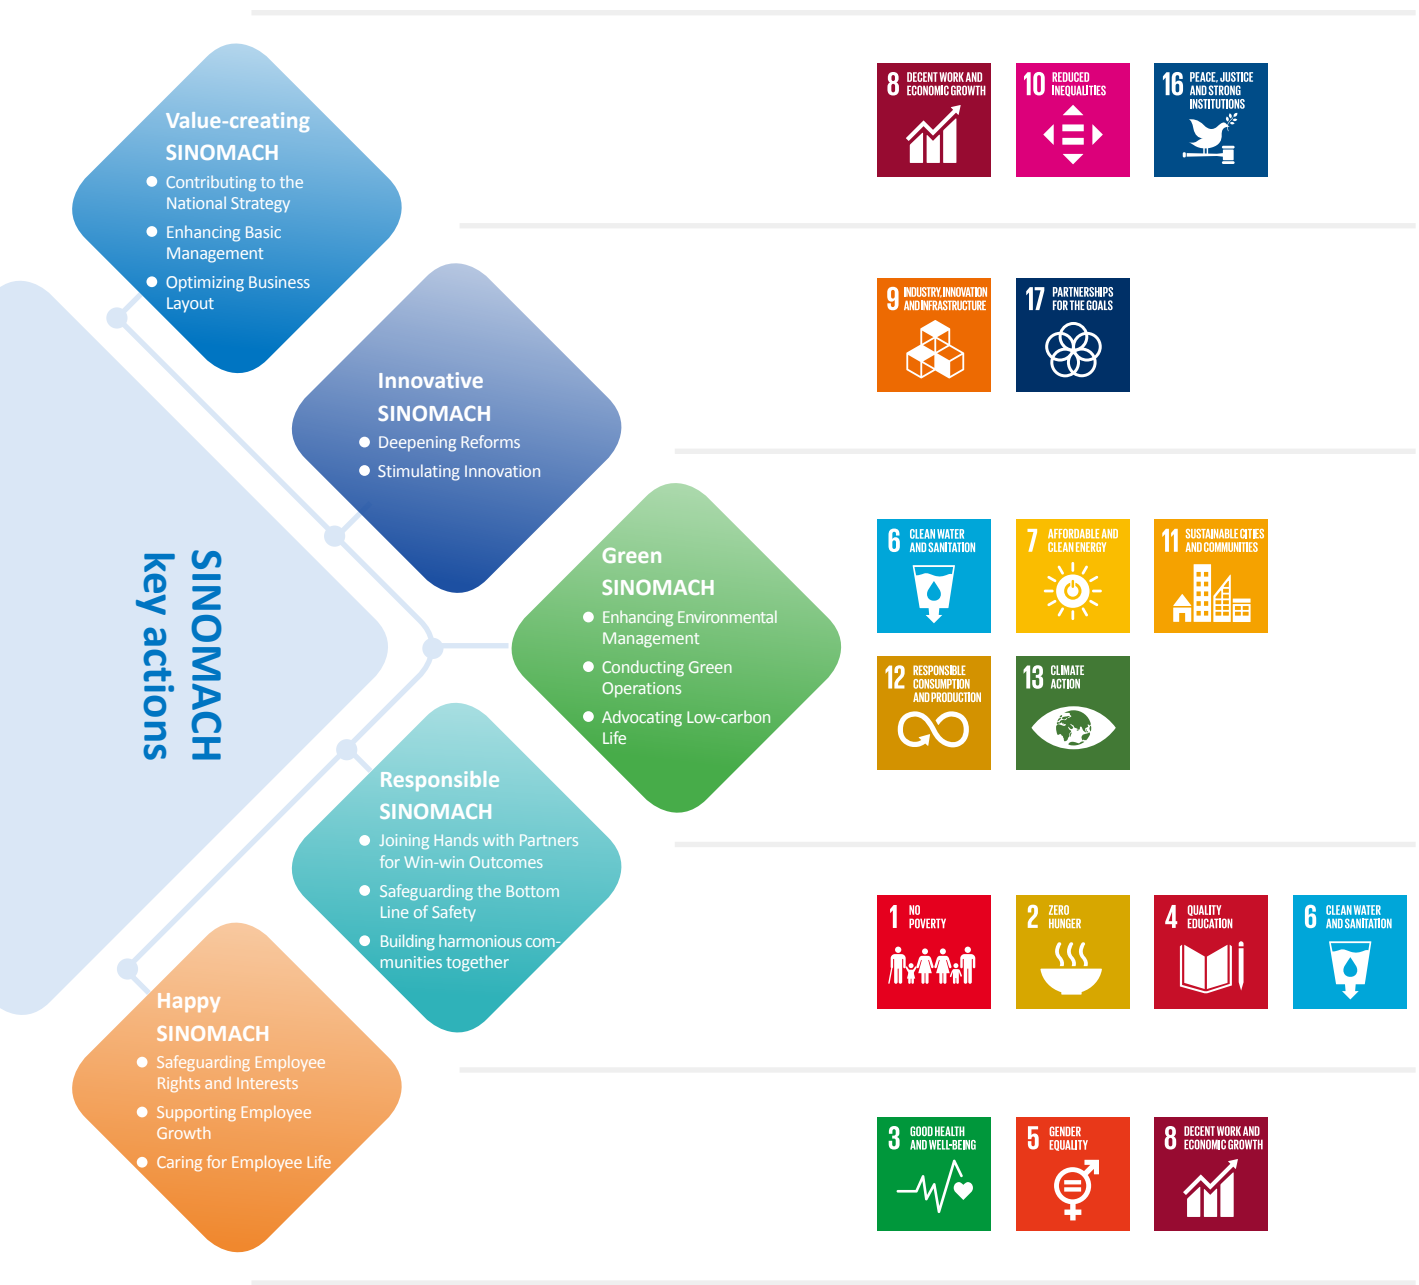 SINOMACH
key actions
Value-creating
SINOMACH
Contributing to the
National Strategy
Enhancing Basic
Management
Optimizing Business
Layout
8 DECENT WORK AND
ECONOMIC GROWTH
10 REDUCED
INEQUALITIES
16 PEACE, JUSTICE
AND STRONG
INSTITUTIONS
Innovative
SINOMACH
Deepening Reforms
Stimulating Innovation
9 INDUSTRY, INNOVATION
AND INFRASTRUCTURE
17 PARTNERSHIPS
FOR THE GOALS
Green
SINOMACH
Enhancing Environmental
Management
Conducting Green
Operations
Advocating Low-carbon
Life
6 CLEAN WATER
AND SANITATION
7 AFFORDABLE AND
CLEAN ENERGY
11 SUSTAINABLE CITIES
AND COMMUNITIES
12 RESPONSIBLE
CONSUMPTION
AND PRODUCTION
13 CLIMATE
ACTION
Responsible
SINOMACH
Joining Hands with Partners
for Win-win Outcomes
Safeguarding the Bottom
Line of Safety
Building harmonious com-
munities together
1 NO
POVERTY
2 ZERO
HUNGER
4 QUALITY
EDUCATION
6 CLEAN WATER
AND SANITATION
Happy
SINOMACH
Safeguarding Employee
Rights and Interests
Supporting Employee
Growth
Caring for Employee Life
3 GOOD HEALTH
AND WELL-BEING
5 GENDER
EQUALITY
8 DECENT WORK AND
ECONOMIC GROWTH